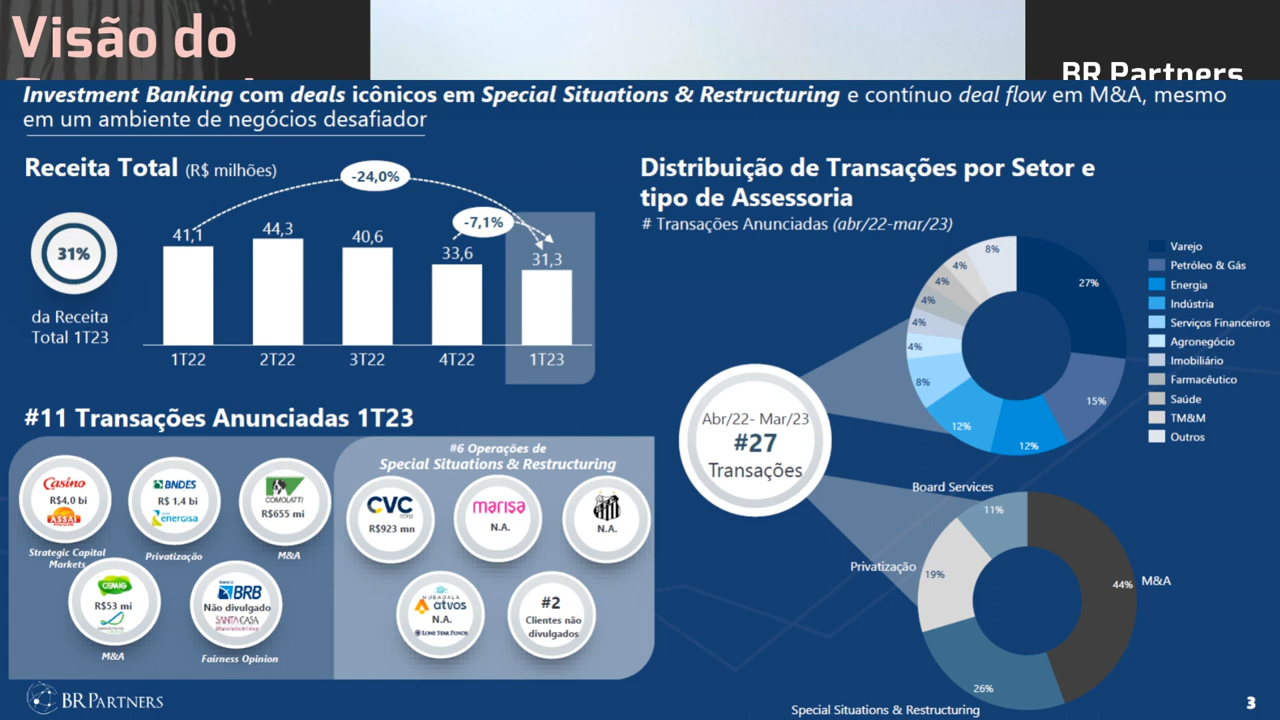 Visão do
BR Partners
Investment Banking com deals icônicos em Special Situations & Restructuring e contínuo deal flow em M&A, mesmo
em um ambiente de negócios desafiador
Receita Total (R$ milhões)
31%
da Receita
Total 1T23
-24,0%
-7,1%
41,1
44,3
40,6
33,6
31,3
1T22
2T22
3T22
4T22
1T23
#11 Transações Anunciadas 1T23
Casino
R$4,0 bi
ASSAÍ
Strategic Capital
Markets
BNDES
R$ 1,4 bi
energisa
Privatização
COMOLATTI
R$655 mi
M&A
OSMIG
R$53 mi
M&A
BRB
Não divulgado
SANTA CASA
Fairness Opinion
#6 Operações de
Special Situations & Restructuring
CVC
corp
R$923 mn
marisa
N.A.
N.A.
MUBADALA
atvos
N.A.
LONE STAR FUNDS
#2
Clientes não
divulgados
Distribuição de Transações por Setor e
tipo de Assessoria
# Transações Anunciadas (abr/22-mar/23)
Abr/22- Mar/23
#27
Transações
27%
15%
12%
12%
8%
4%
4%
4%
4%
4%
8%
Varejo
Petróleo & Gás
Energia
Indústria
Serviços Financeiros
Agronegócio
Imobiliário
Farmacêutico
Saúde
TM&M
Outros
Board Services
11%
Privatização
19%
44%
M&A
26%
Special Situations & Restructuring
BR PARTNERS
3